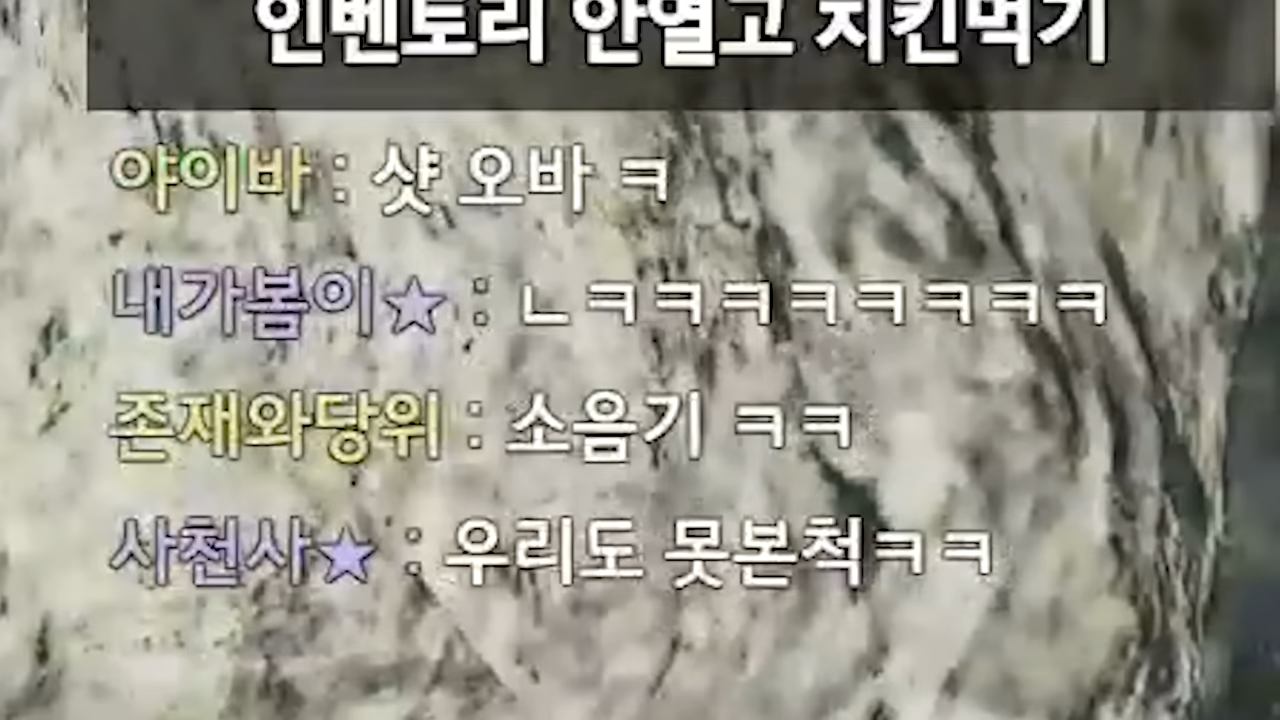 인벤토리 안열고 치킨먹기
야이바 : 샷 오바 ㅋ
내가봄이★ : ㄴㅋㅋㅋㅋㅋㅋㅋㅋ
존재와당위 : 소음기 ㅋㅋ
사천사★ : 우리도 못본척ㅋㅋ